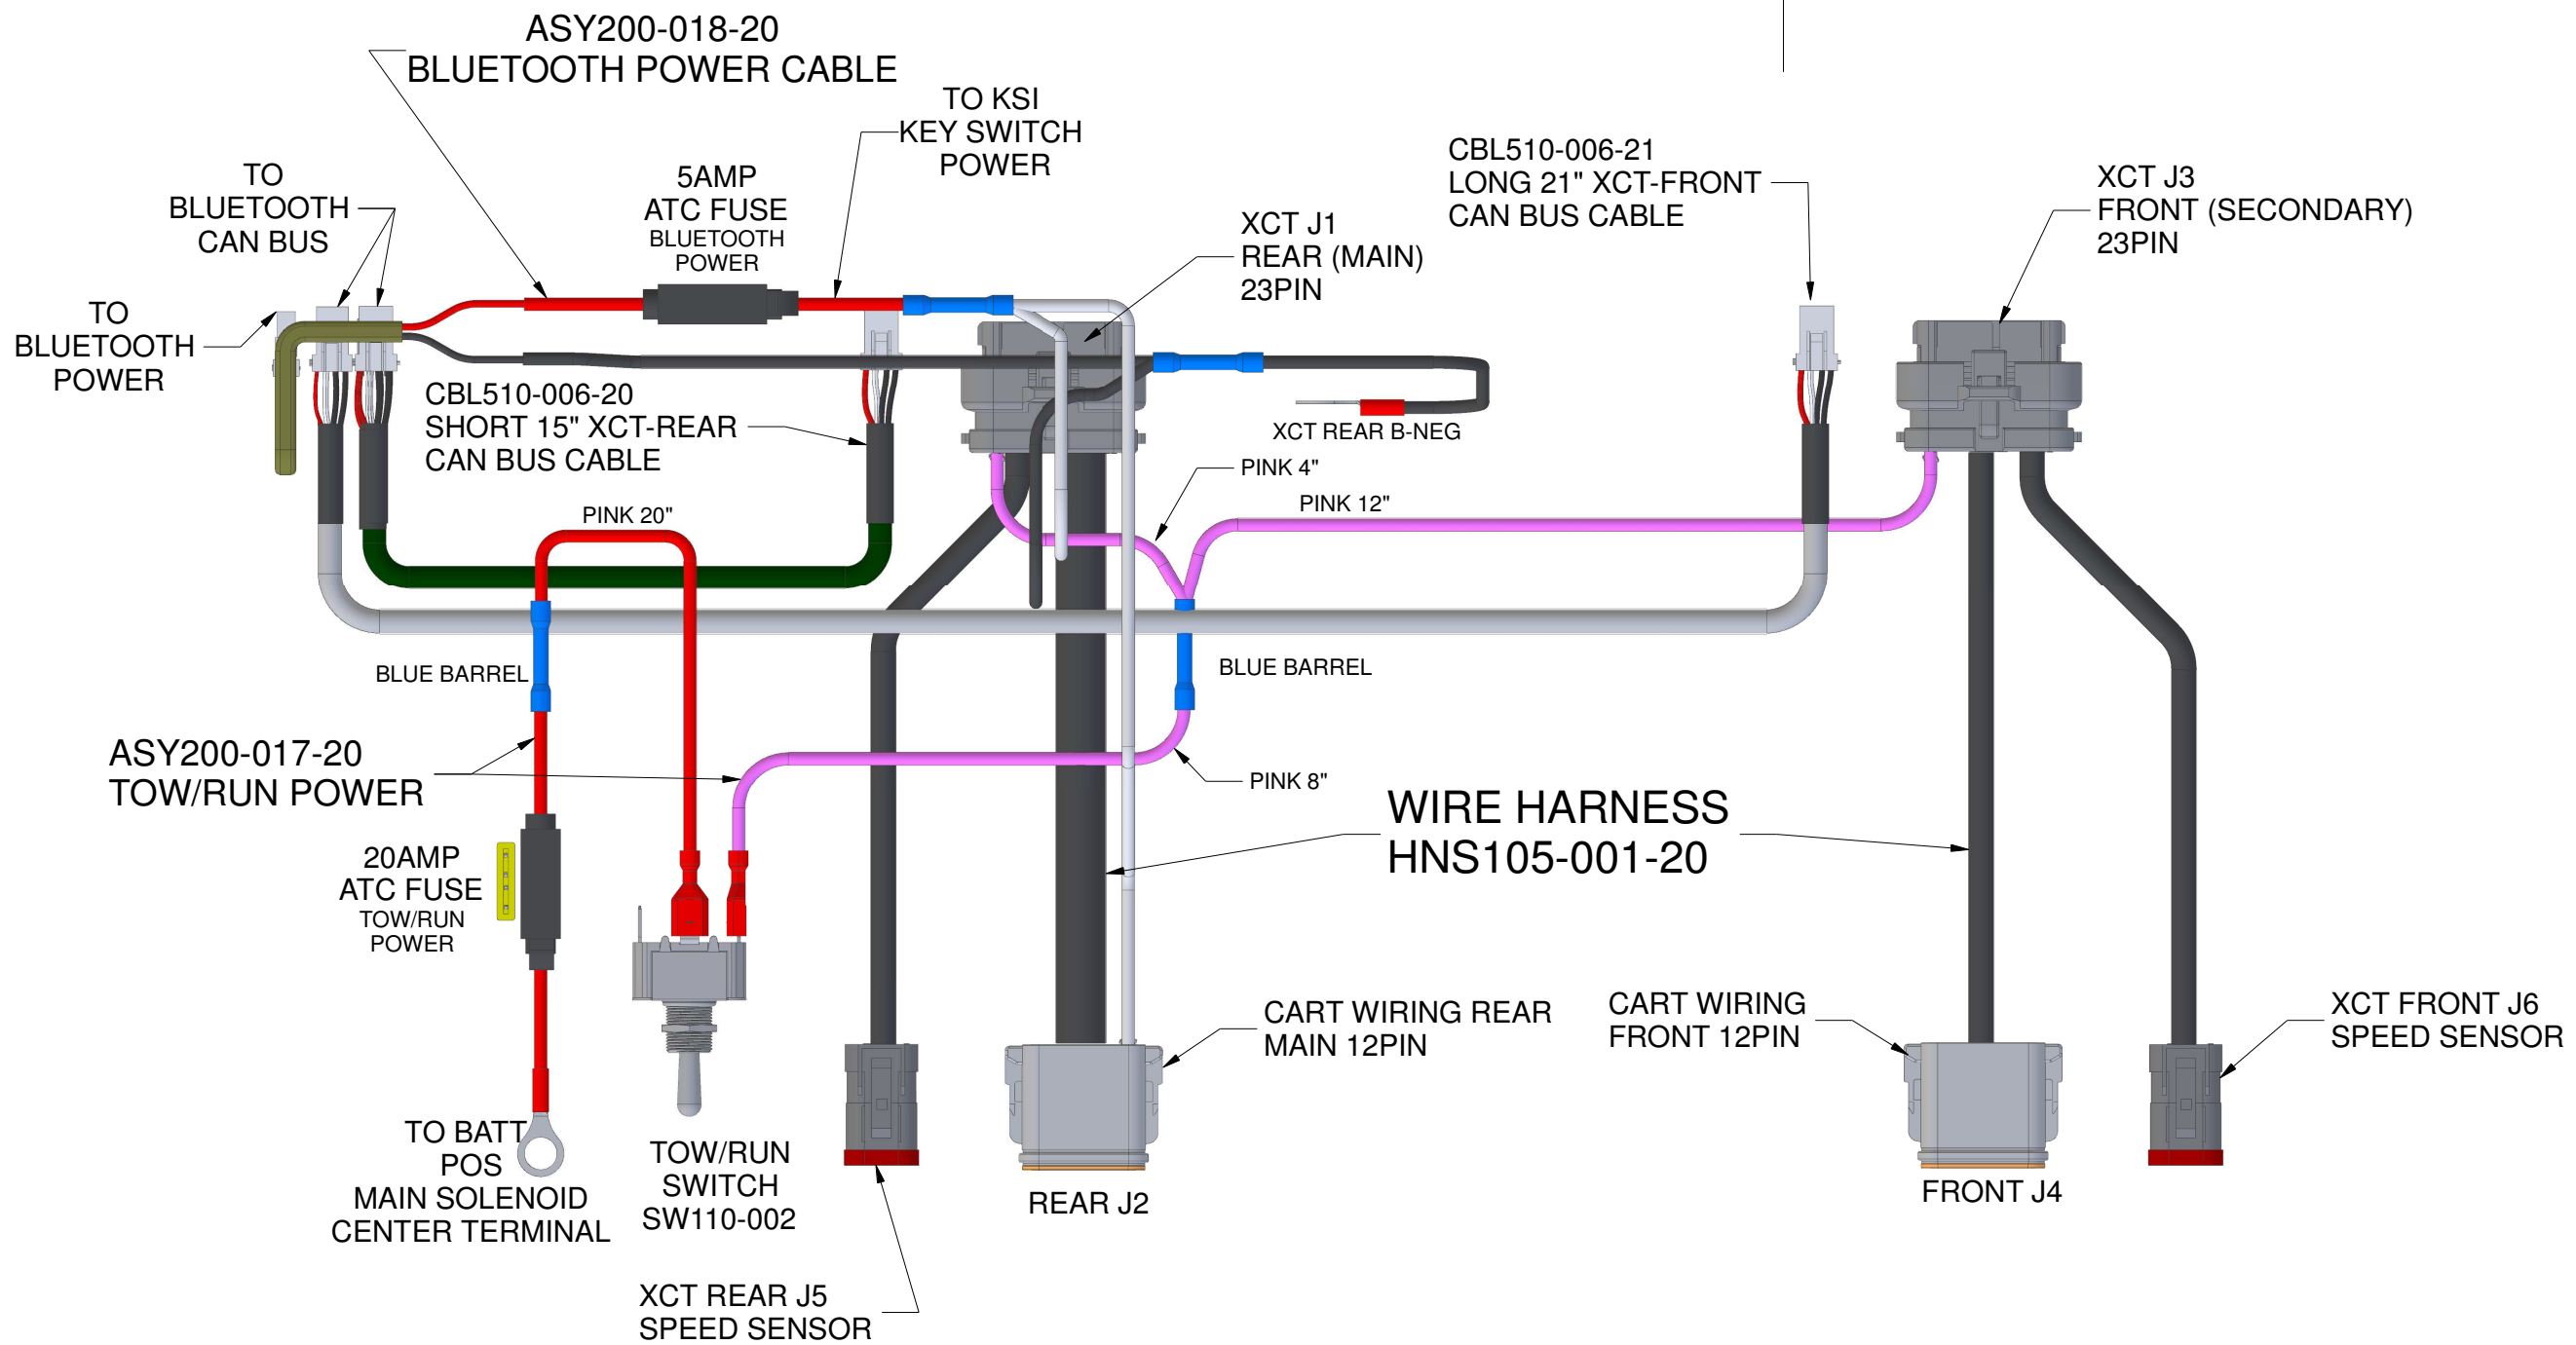 ASY200-018-20
BLUETOOTH POWER CABLE
TO KSI
KEY SWITCH
POWER
TO
BLUETOOTH
CAN BUS
5AMP
ATC FUSE
BLUETOOTH
POWER
XCT J1
REAR (MAIN)
23PIN
CBL510-006-21
LONG 21" XCT-FRONT
CAN BUS CABLE
XCT J3
FRONT (SECONDARY)
23PIN
TO
BLUETOOTH
POWER
CBL510-006-20
SHORT 15" XCT-REAR
CAN BUS CABLE
XCT REAR B-NEG
PINK 4"
PINK 12"
PINK 20"
BLUE BARREL
BLUE BARREL
ASY200-017-20
TOW/RUN POWER
PINK 8"
WIRE HARNESS
HNS105-001-20
20AMP
ATC FUSE
TOW/RUN
POWER
CART WIRING REAR
MAIN 12PIN
CART WIRING
FRONT 12PIN
XCT FRONT J6
SPEED SENSOR
TO BATT
POS
MAIN SOLENOID
CENTER TERMINAL
TOW/RUN
SWITCH
SW110-002
REAR J2
FRONT J4
XCT REAR J5
SPEED SENSOR